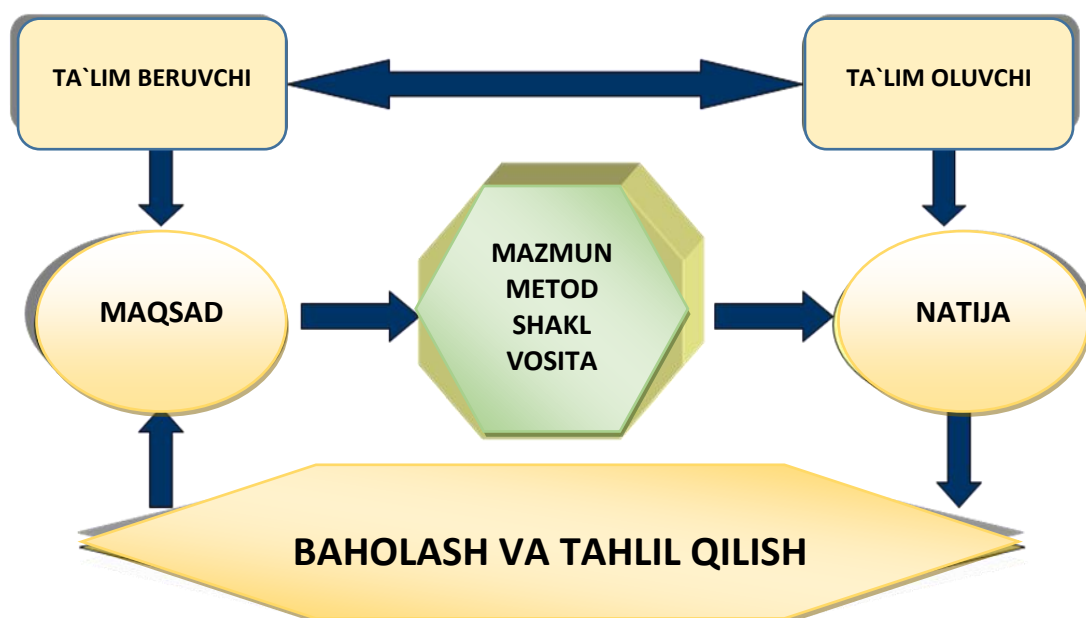 TA`LIM BERUVCHI
TA`LIM OLUVCHI
MAQSAD
MAZMUN
METOD
SHAKL
VOSITA
NATIJA
BAHOLASH VA TAHLIL QILISH